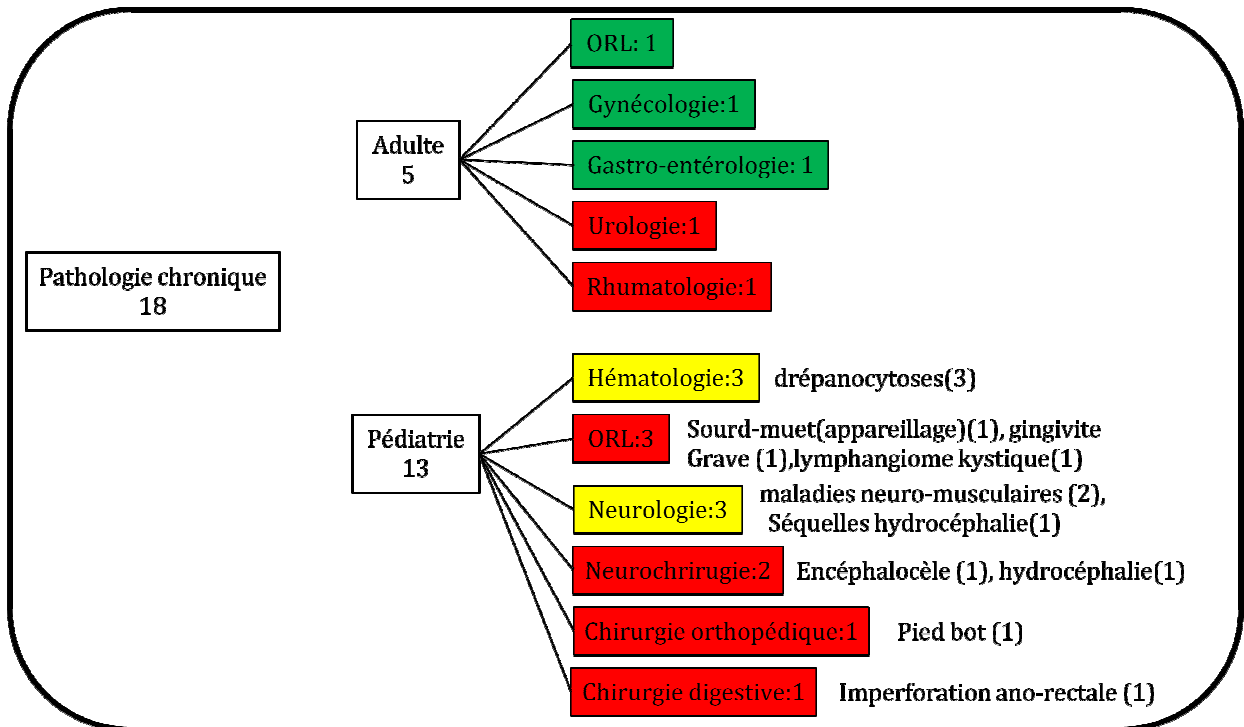 Pathologie chronique
18
Adulte
5
ORL: 1
Gynécologie:1
Gastro-entérologie: 1
Urologie:1
Rhumatologie:1
Pédiatrie
13
Hématologie:3
drépanocytoses(3)
ORL:3
Sourd-muet(appareillage)(1), gingivite
Grave (1),lymphangiome kystique(1)
Neurologie:3
maladies neuro-musculaires (2),
Séquelles hydrocéphalie(1)
Neurochrirugie:2
Encéphalocèle (1), hydrocéphalie(1)
Chirurgie orthopédique:1
Pied bot (1)
Chirurgie digestive:1
Imperforation ano-rectale (1)